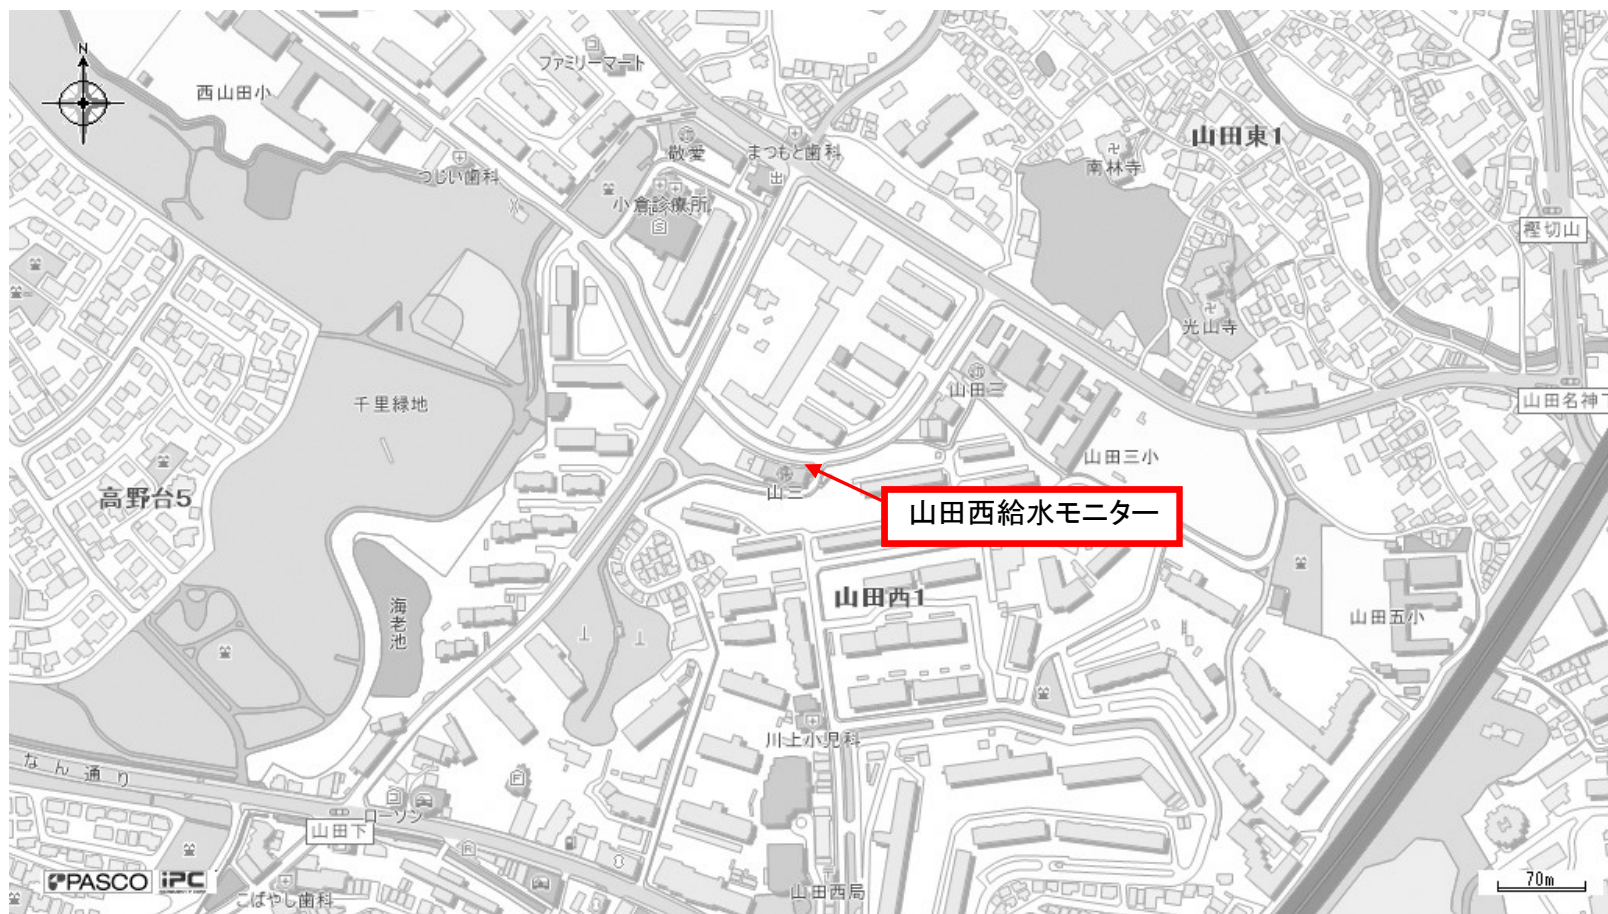 N
ファミリーマート
西山田小
山田東1
敬愛
まつもと歯科
南林寺
つじい歯科
出
小倉診療所
樫切山
光山寺
山田三
千里緑地
山田名神下
山田三小
高野台5
山三
山田西給水モニター
海老池
山田西1
山田五小
川上小児科
なん通り
ローソン
山田下
PASCO iPC
こばやし歯科
山田西局
70m